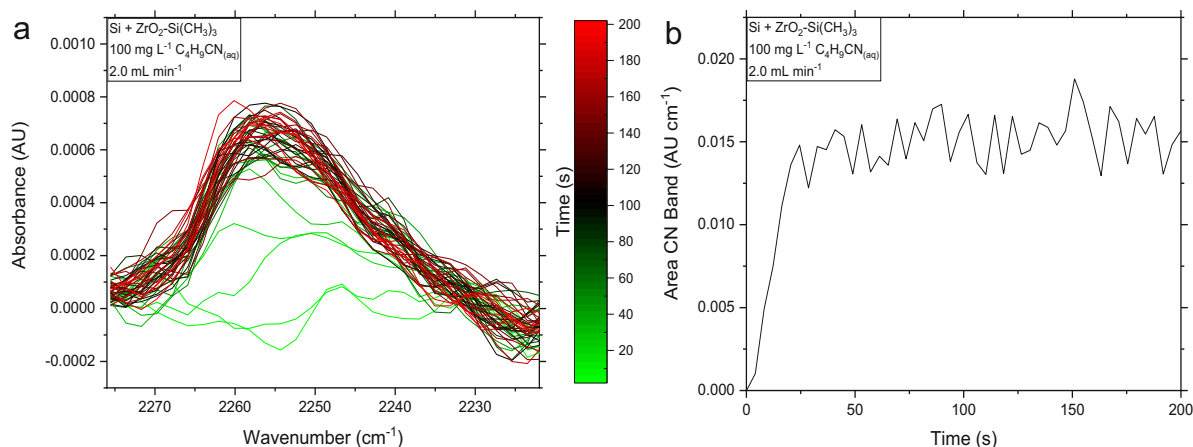 a
Si + ZrO₂-Si(CH₃)₃
100 mg L⁻¹ C₄H₉CN₍aq₎
2.0 mL min⁻¹
Absorbance (AU)
0.0010
0.0008
0.0006
0.0004
0.0002
0.0000
-0.0002
2270 2260 2250 2240 2230
Wavenumber (cm⁻¹)
Time (s)
200
180
160
140
120
100
80
60
40
20
b
Si + ZrO₂-Si(CH₃)₃
100 mg L⁻¹ C₄H₉CN₍aq₎
2.0 mL min⁻¹
Area CN Band (AU cm⁻¹)
0.020
0.015
0.010
0.005
0.000
0 50 100 150 200
Time (s)